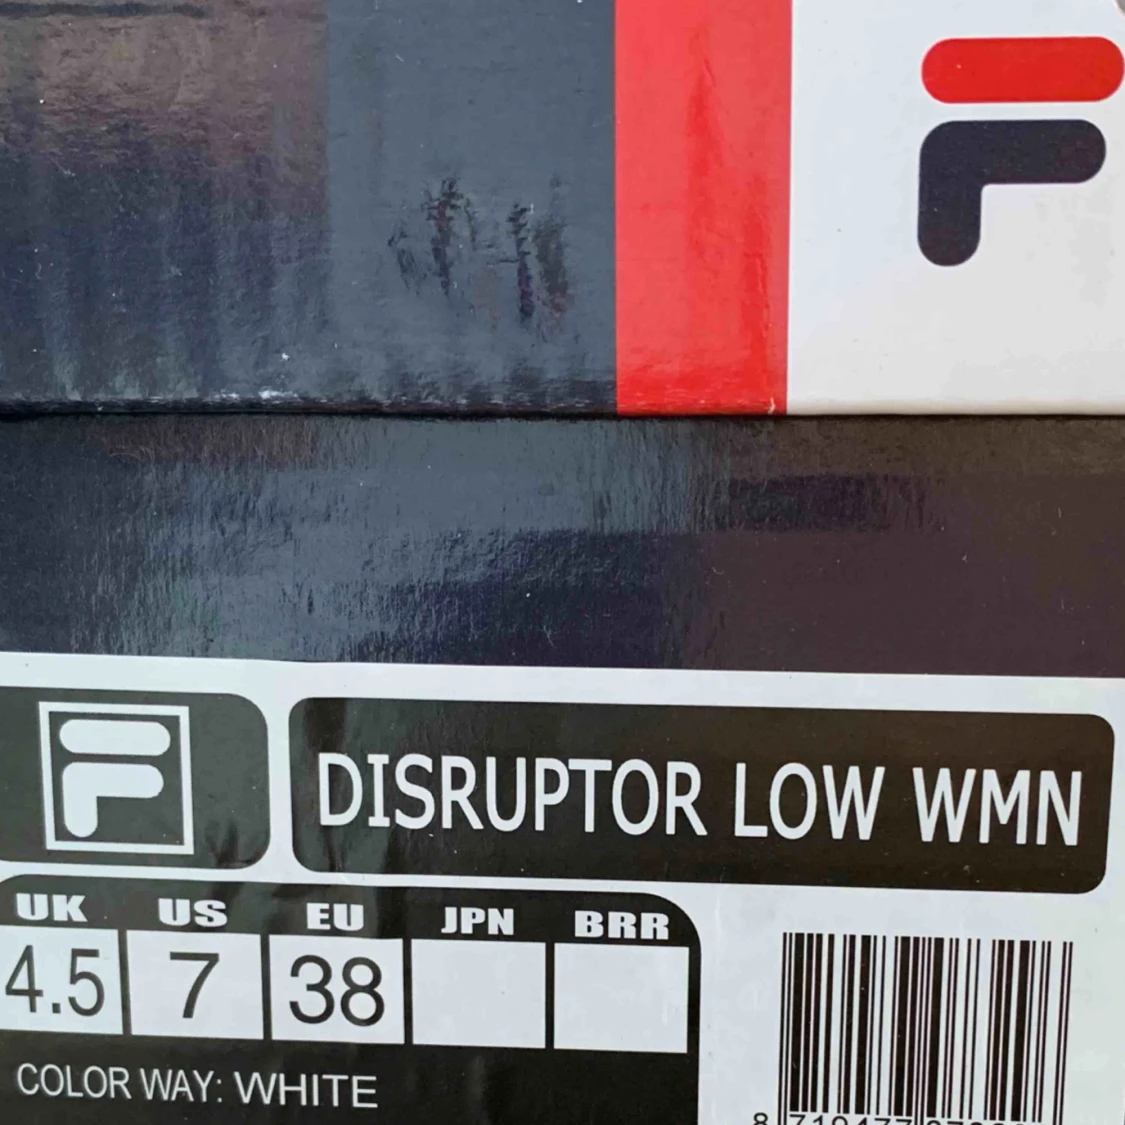 DISRUPTOR LOW WMN
UK US EU JPN BRR
4.5 7 38
COLOR WAY: WHITE